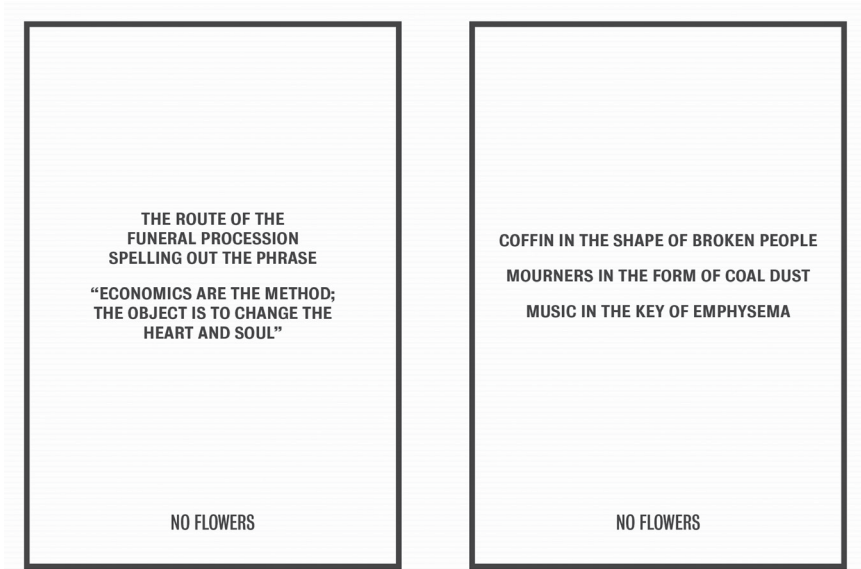 THE ROUTE OF THE
FUNERAL PROCESSION
SPELLING OUT THE PHRASE
“ECONOMICS ARE THE METHOD;
THE OBJECT IS TO CHANGE THE
HEART AND SOUL”
NO FLOWERS
COFFIN IN THE SHAPE OF BROKEN PEOPLE
MOURNERS IN THE FORM OF COAL DUST
MUSIC IN THE KEY OF EMPHYSEMA
NO FLOWERS